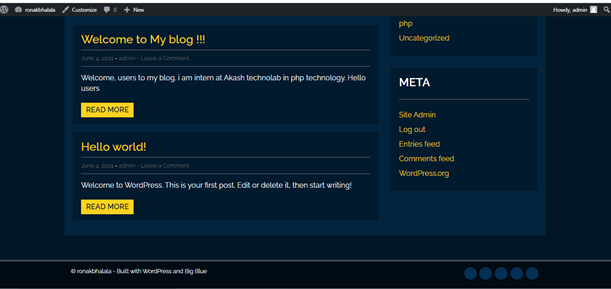 ronakbhalala Customize 0 New Howdy, admin
Welcome to My blog !!!
June 4, 2021 • admin - Leave a Comment
Welcome, users to my blog. i am intern at Akash technolab in php technology. Hello
users
READ MORE
Hello world!
June 4, 2021 • admin - Leave a Comment
Welcome to WordPress. This is your first post. Edit or delete it, then start writing!
READ MORE
php
Uncategorized
META
Site Admin
Log out
Entries feed
Comments feed
WordPress.org
© ronakbhalala - Built with WordPress and Big Blue